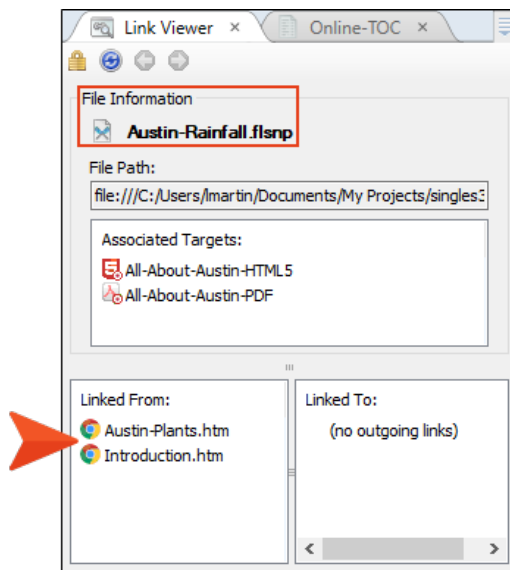 Link Viewer × Online-TOC ×
File Information
Austin-Rainfall.flsnp
File Path:
file:///C:/Users/lmartin/Documents/My Projects/singles3
Associated Targets:
All-About-Austin-HTML5
All-About-Austin-PDF
Linked From:
Austin-Plants.htm
Introduction.htm
Linked To:
(no outgoing links)